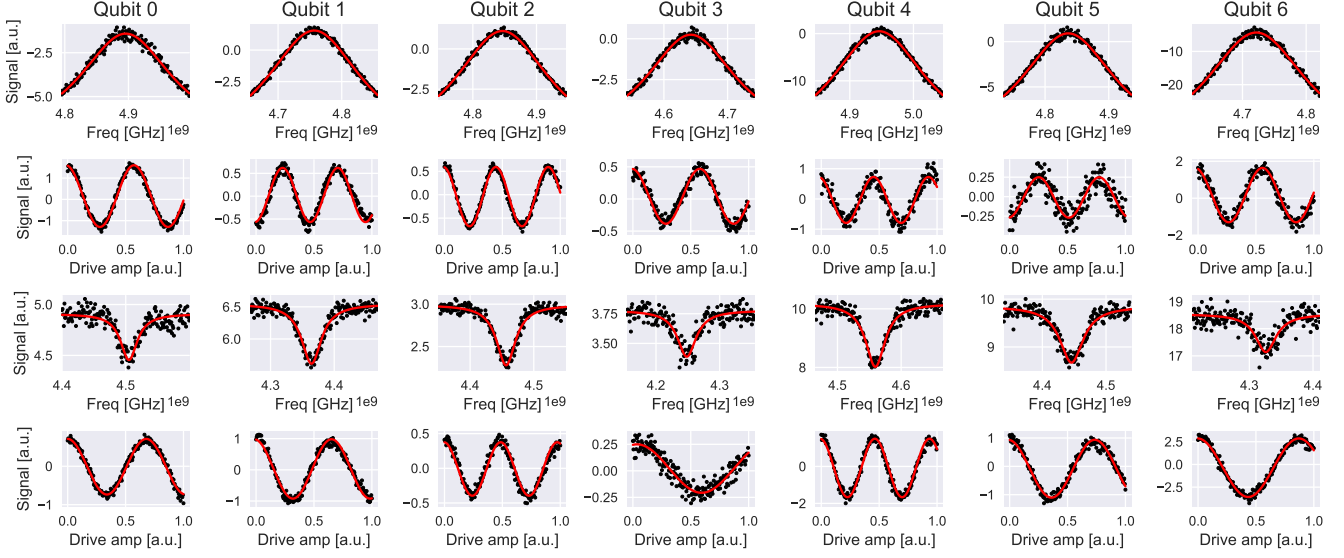 Qubit 0 Qubit 1 Qubit 2 Qubit 3 Qubit 4 Qubit 5 Qubit 6
Signal [a.u.]
−2.5 0.0 0.0 0.0 0 0 −10
−5.0 −2.5 −2.5 −2.5 −10 −5 −20
4.8 4.9 4.7 4.8 4.8 4.9 4.6 4.7 4.9 5.0 4.8 4.9 4.7 4.8
Freq [GHz] 1e9 Freq [GHz] 1e9 Freq [GHz] 1e9 Freq [GHz] 1e9 Freq [GHz] 1e9 Freq [GHz] 1e9 Freq [GHz] 1e9
Signal [a.u.]
1 0.5 0.5 0.5 1 0.25 2
0 0.0 0.0 0.0 0 0.00 0
−1 −0.5 −0.5 −0.5 −1 −0.25 −2
0.0 0.5 1.0 0.0 0.5 1.0 0.0 0.5 1.0 0.0 0.5 1.0 0.0 0.5 1.0 0.0 0.5 1.0 0.0 0.5 1.0
Drive amp [a.u.] Drive amp [a.u.] Drive amp [a.u.] Drive amp [a.u.] Drive amp [a.u.] Drive amp [a.u.] Drive amp [a.u.]
Signal [a.u.]
5.0 6.5 3.0 3.75 10 10 19
4.5 6.0 2.5 3.50 8 9 18
17
4.4 4.5 4.3 4.4 4.4 4.5 4.2 4.3 4.5 4.6 4.4 4.5 4.3 4.4
Freq [GHz] 1e9 Freq [GHz] 1e9 Freq [GHz] 1e9 Freq [GHz] 1e9 Freq [GHz] 1e9 Freq [GHz] 1e9 Freq [GHz] 1e9
Signal [a.u.]
0 1 0.5 0.25 0 1 2.5
−1 0 0.0 0.00 −2 0 0.0
−1 −0.5 −0.25 −1 −2.5
0.0 0.5 1.0 0.0 0.5 1.0 0.0 0.5 1.0 0.0 0.5 1.0 0.0 0.5 1.0 0.0 0.5 1.0 0.0 0.5 1.0
Drive amp [a.u.] Drive amp [a.u.] Drive amp [a.u.] Drive amp [a.u.] Drive amp [a.u.] Drive amp [a.u.] Drive amp [a.u.]